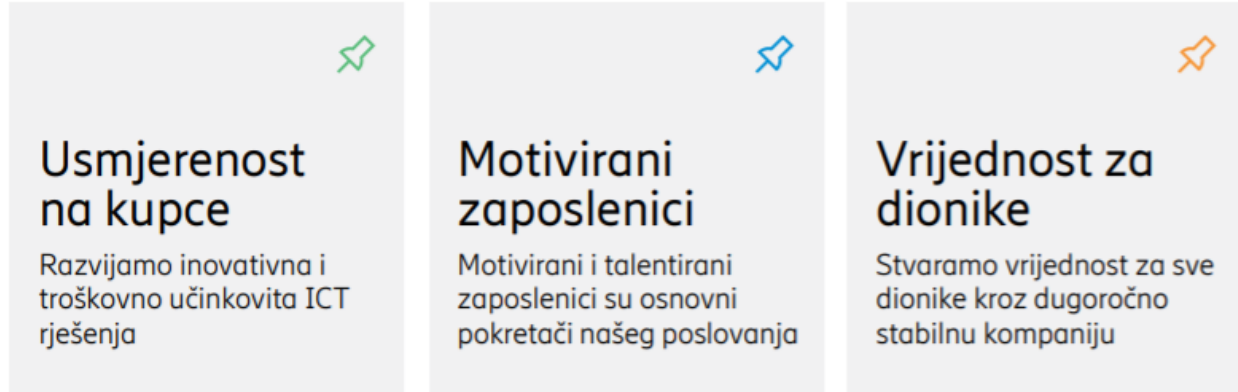 Usmjerenost
na kupce
Razvijamo inovativna i
troškovno učinkovita ICT
rješenja
Motivirani
zaposlenici
Motivirani i talentirani
zaposlenici su osnovni
pokretači našeg poslovanja
Vrijednost za
dionike
Stvaramo vrijednost za sve
dionike kroz dugoročno
stabilnu kompaniju